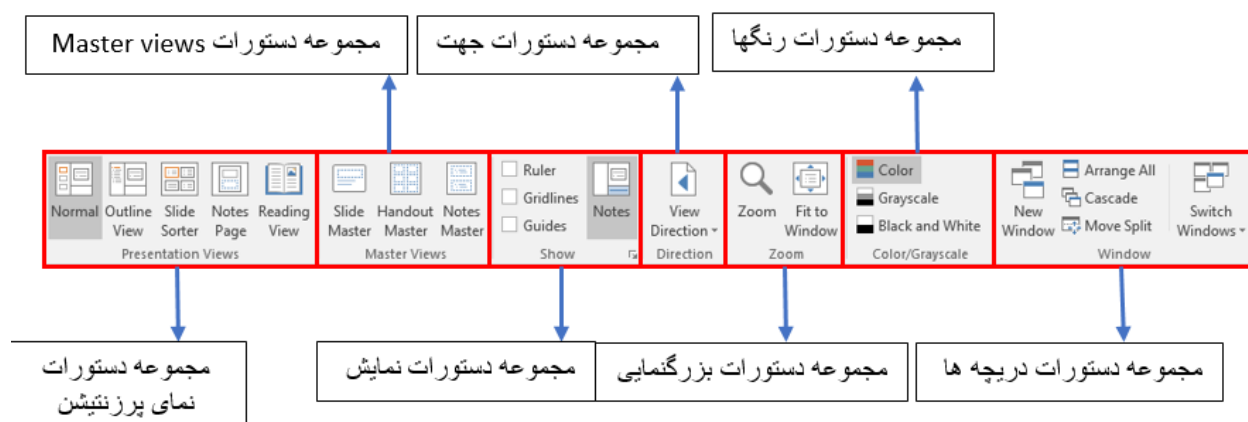 مجموعه دستورات Master views
مجموعه دستورات جهت
مجموعه دستورات رنگها
Normal
Outline View
Slide Sorter
Notes Page
Reading View
Presentation Views
Slide Master
Handout Master
Notes Master
Master Views
Ruler
Gridlines
Guides
Notes
Show
View Direction
Direction
Zoom
Fit to Window
Zoom
Color
Grayscale
Black and White
Color/Grayscale
New Window
Arrange All
Cascade
Move Split
Switch Windows
Window
مجموعه دستورات
نمای پرزنتیشن
مجموعه دستورات نمایش
مجموعه دستورات بزرگنمایی
مجموعه دستورات دریچه ها